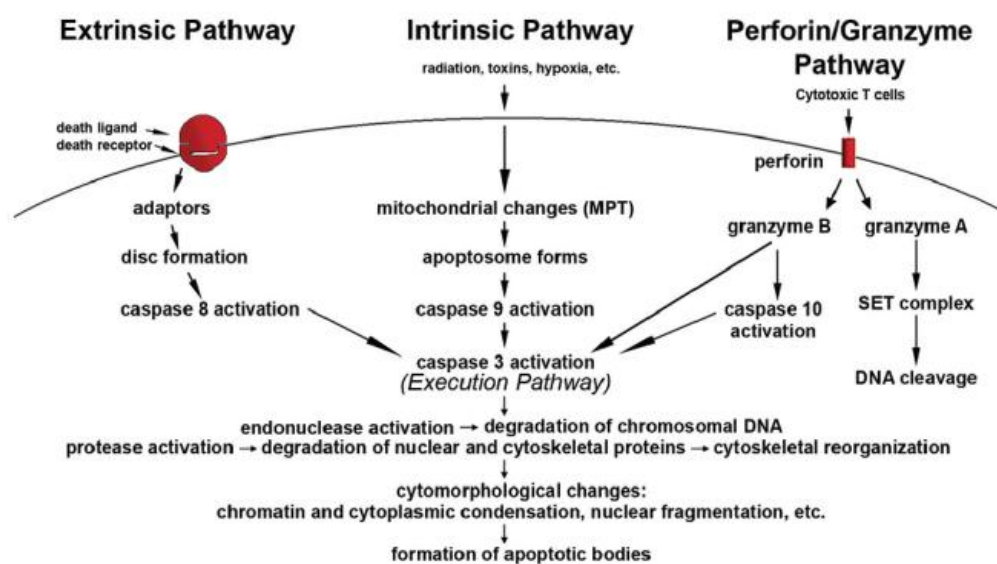 Extrinsic Pathway
Intrinsic Pathway
Perforin/Granzyme
Pathway
radiation, toxins, hypoxia, etc.
Cytotoxic T cells
death ligand
death receptor
perforin
adaptors
mitochondrial changes (MPT)
granzyme B
granzyme A
disc formation
apoptosome forms
caspase 8 activation
caspase 9 activation
caspase 10
activation
SET complex
caspase 3 activation
(Execution Pathway)
DNA cleavage
endonuclease activation → degradation of chromosomal DNA
protease activation → degradation of nuclear and cytoskeletal proteins → cytoskeletal reorganization
cytomorphological changes:
chromatin and cytoplasmic condensation, nuclear fragmentation, etc.
formation of apoptotic bodies